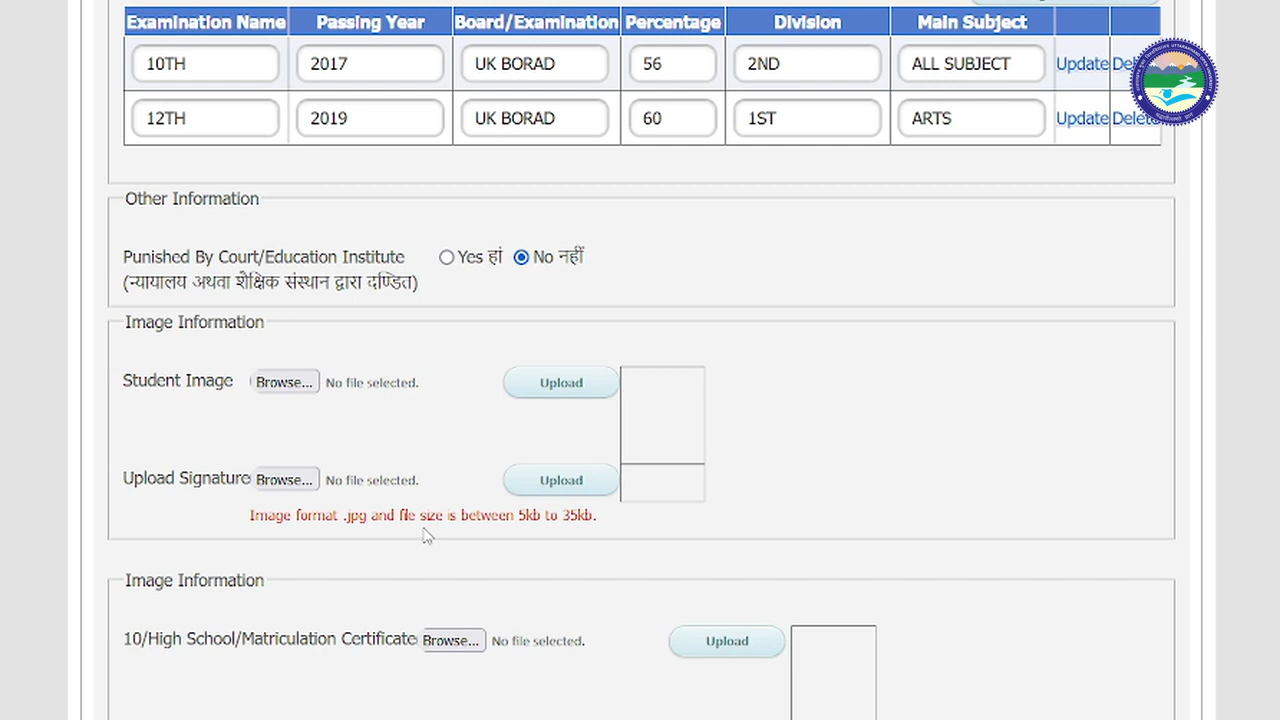 Examination Name Passing Year Board/Examination Percentage Division Main Subject
10TH 2017 UK BORAD 56 2ND ALL SUBJECT Update
12TH 2019 UK BORAD 60 1ST ARTS Update Delete
Other Information
Punished By Court/Education Institute Yes हां No नहीं
(न्यायालय अथवा शैक्षिक संस्थान द्वारा दण्डित)
Image Information
Student Image Browse... No file selected. Upload
Upload Signature Browse... No file selected. Upload
Image format .jpg and file size is between 5kb to 35kb.
Image Information
10/High School/Matriculation Certificate Browse... No file selected. Upload